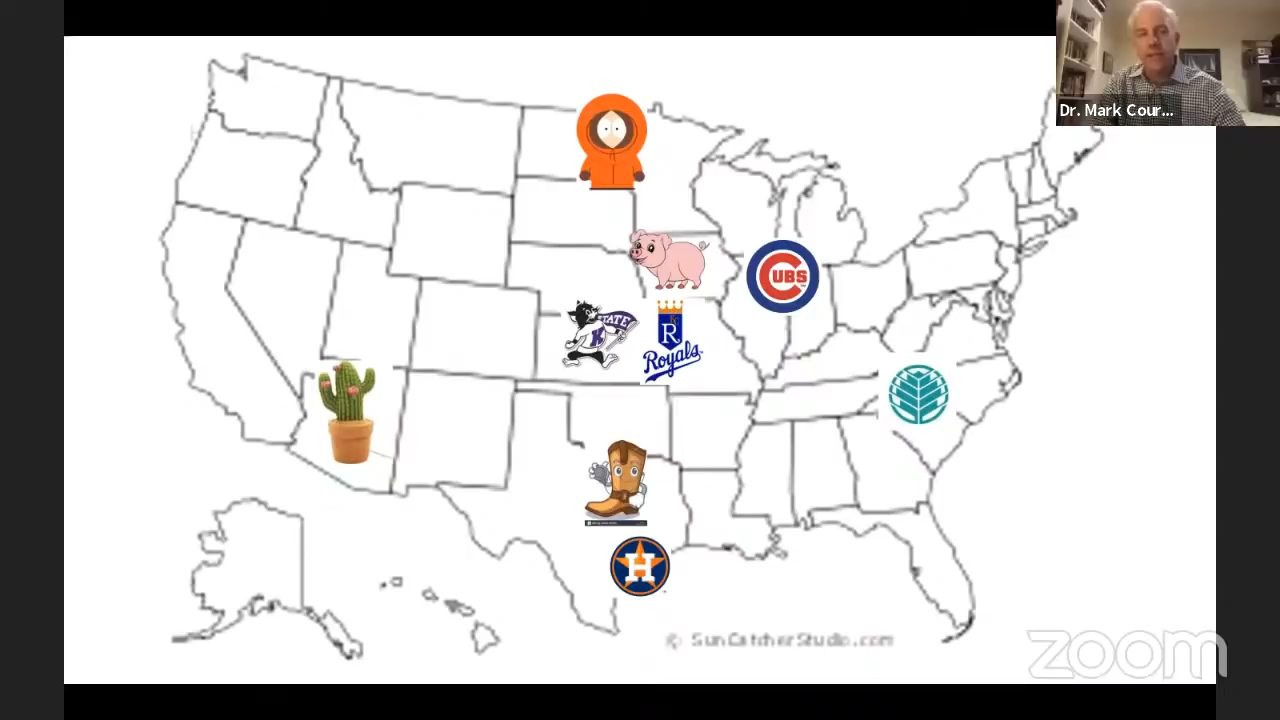 Dr. Mark Cour...
CUBS
STATE
K
KC
R
Royals
H
© SunCatcherStudio.com
zoom